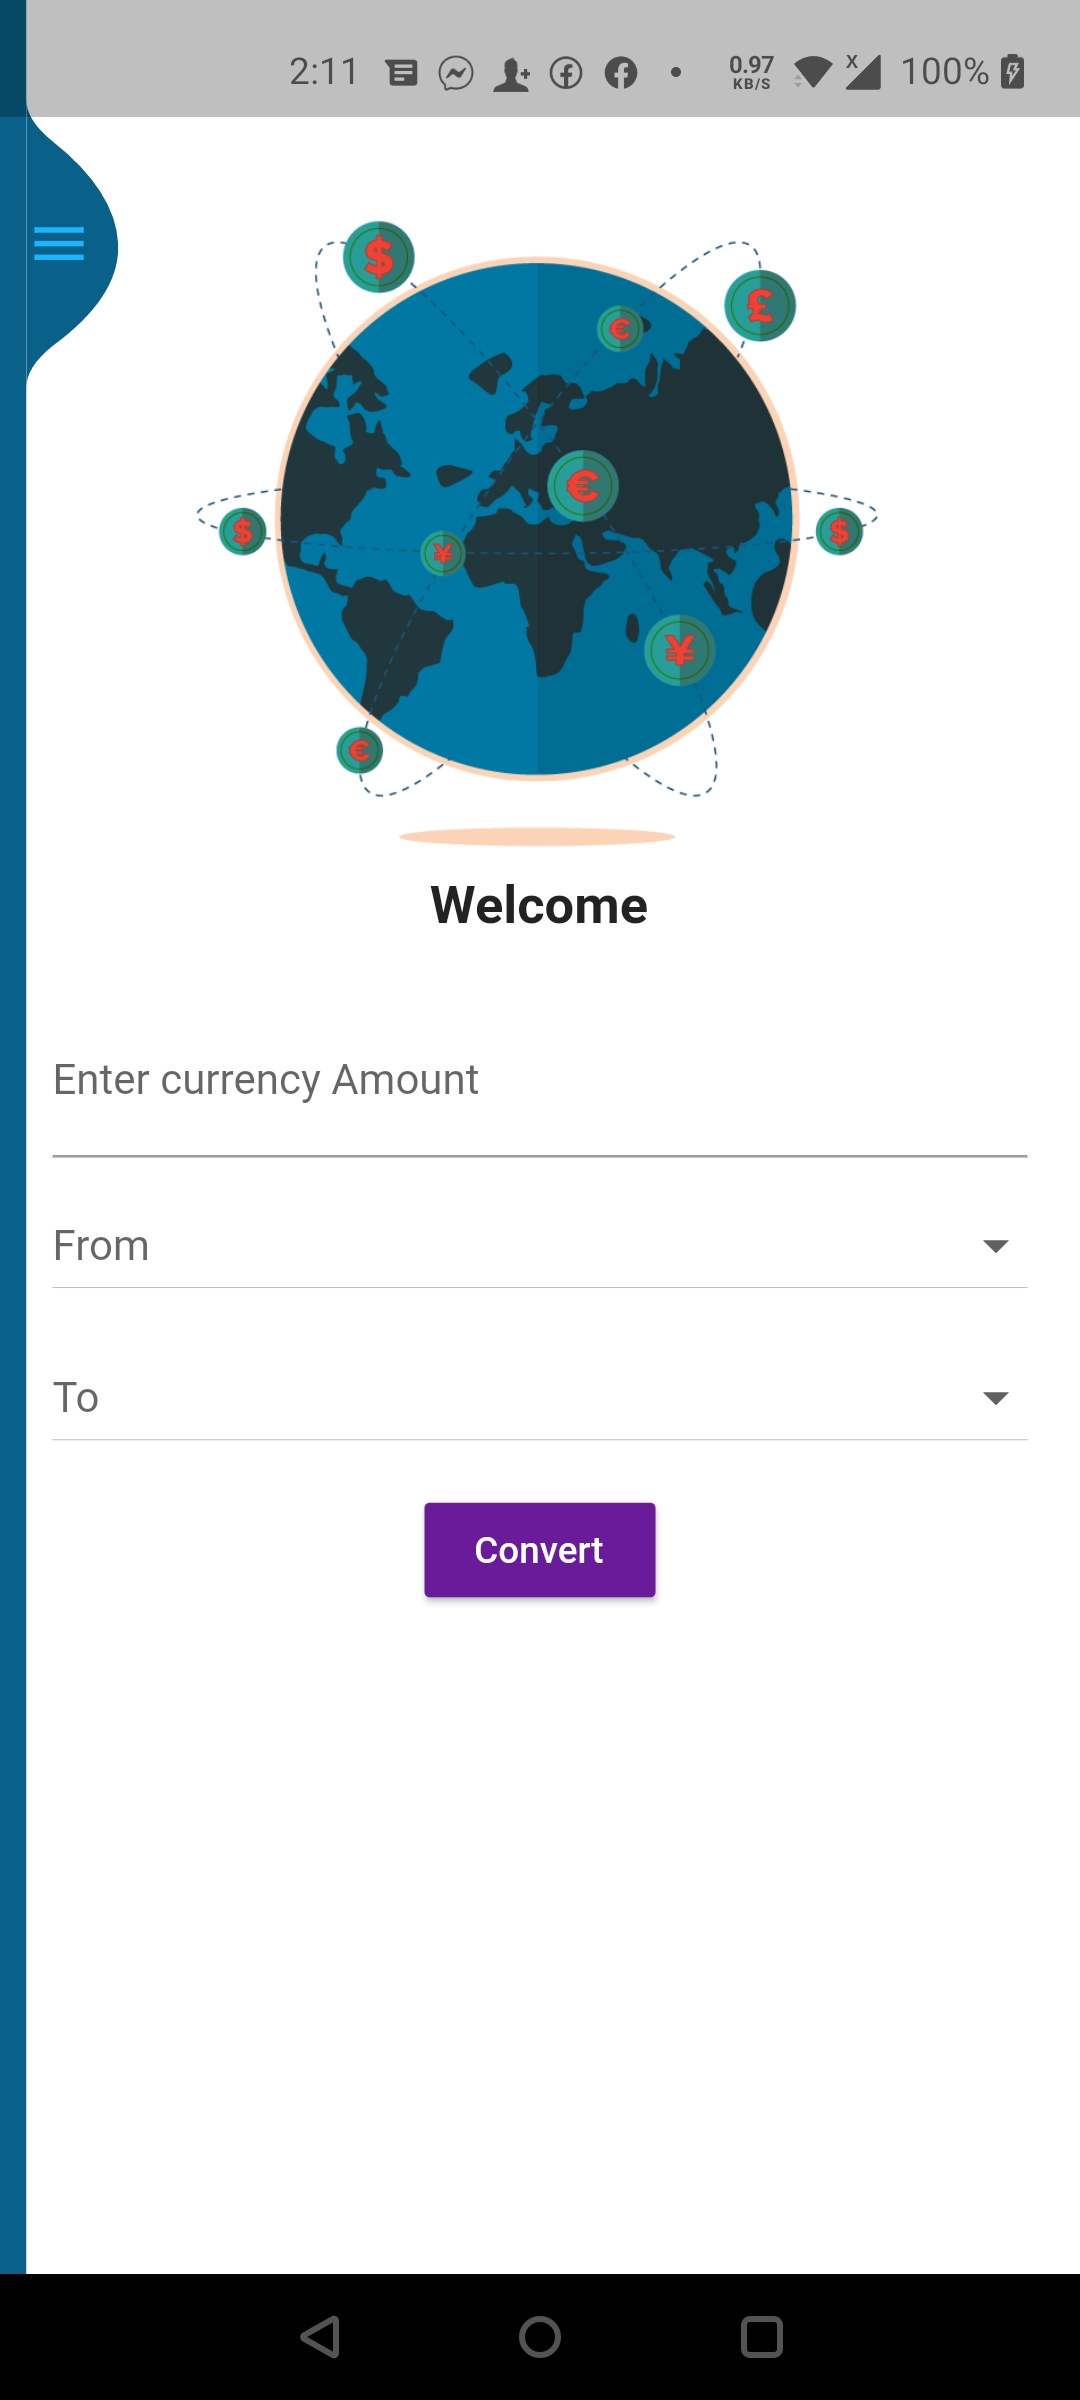 2:11 0.97 KB/S X 100%
$
£
€
€
$
$
¥
¥
€
Welcome
Enter currency Amount
From
To
Convert